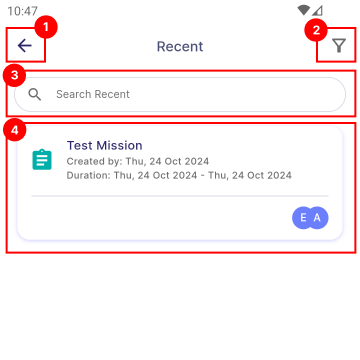 10:47
1
2
Recent
3
Search Recent
4
Test Mission
Created by: Thu, 24 Oct 2024
Duration: Thu, 24 Oct 2024 - Thu, 24 Oct 2024
E A